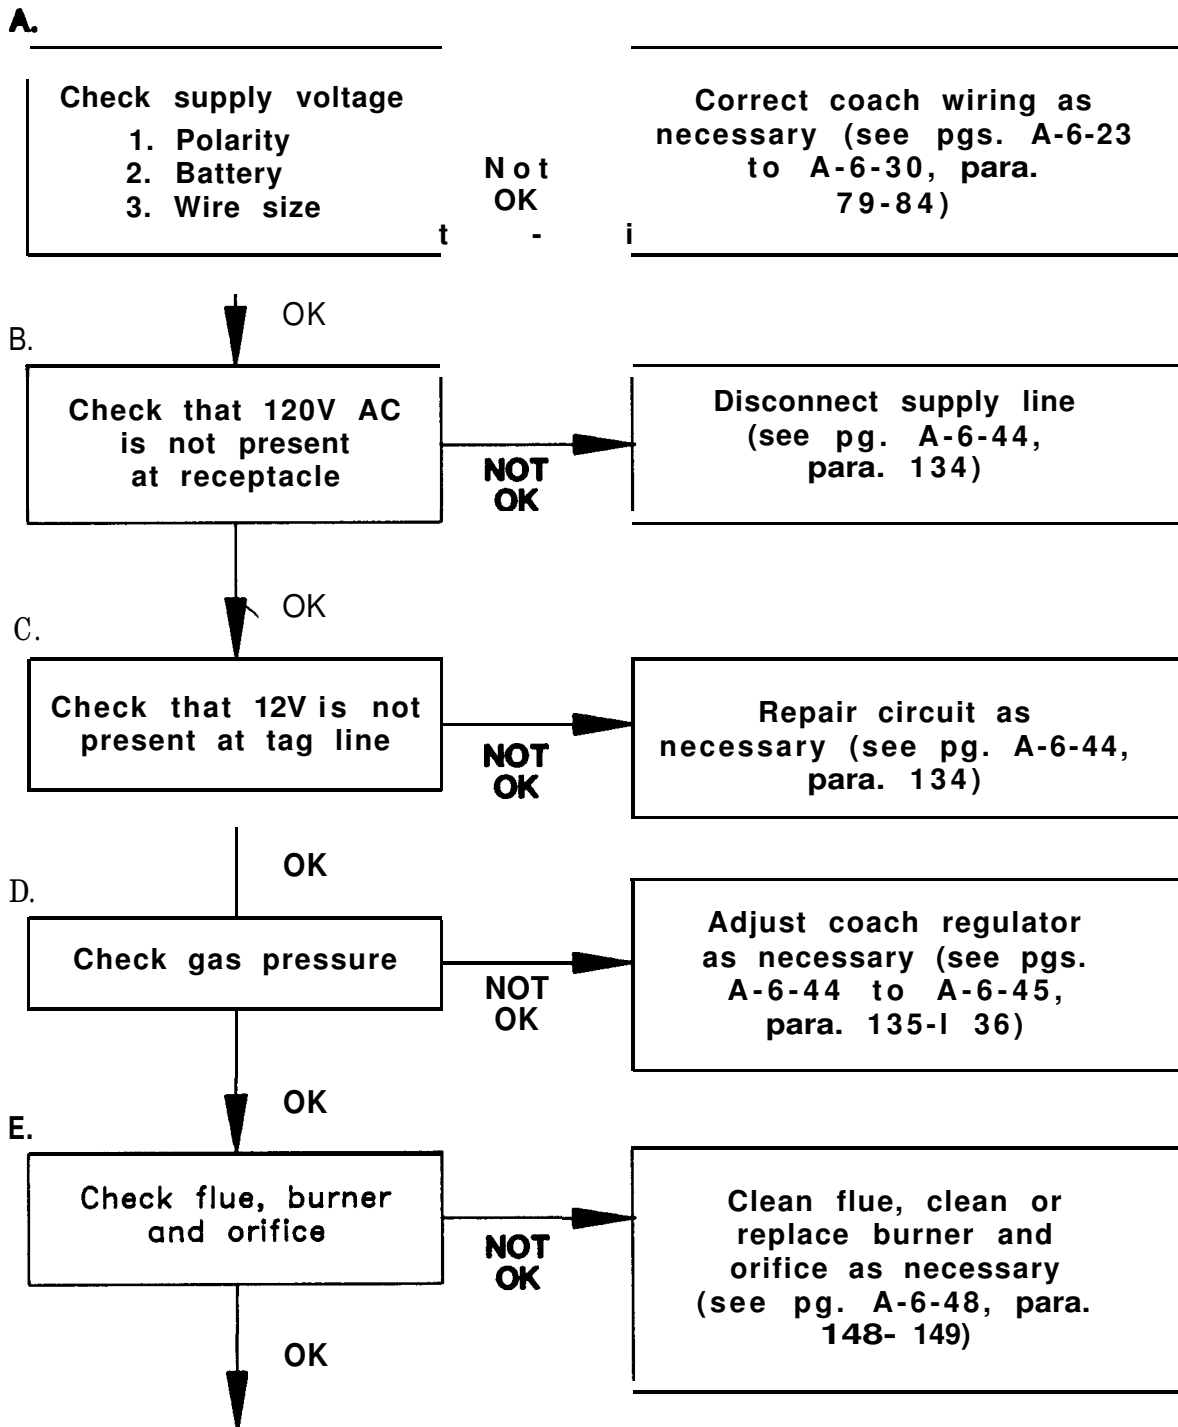 A.
Check supply voltage
1. Polarity
2. Battery
3. Wire size
Not
OK
t - i
Correct coach wiring as
necessary (see pgs. A-6-23
to A-6-30, para.
79-84)
OK
B.
Check that 120V AC
is not present
at receptacle
NOT
OK
Disconnect supply line
(see pg. A-6-44,
para. 134)
OK
C.
Check that 12V is not
present at tag line
NOT
OK
Repair circuit as
necessary (see pg. A-6-44,
para. 134)
OK
D.
Check gas pressure
NOT
OK
Adjust coach regulator
as necessary (see pgs.
A-6-44 to A-6-45,
para. 135-I 36)
OK
E.
Check flue, burner
and orifice
NOT
OK
Clean flue, clean or
replace burner and
orifice as necessary
(see pg. A-6-48, para.
148- 149)
OK